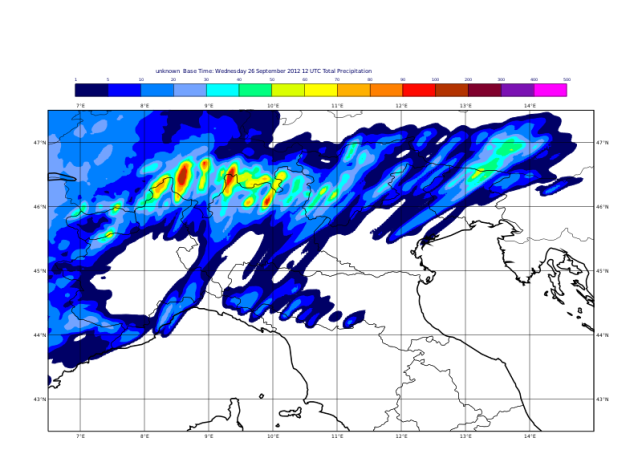 unknown Base Time: Wednesday 26 September 2012 12 UTC Total Precipitation
1 5 10 20 30 40 50 60 70 80 90 100 200 300 400 500
7°E 8°E 9°E 10°E 11°E 12°E 13°E 14°E
47°N 47°N
46°N 46°N
45°N 45°N
44°N 44°N
43°N 43°N
7°E 8°E 9°E 10°E 11°E 12°E 13°E 14°E